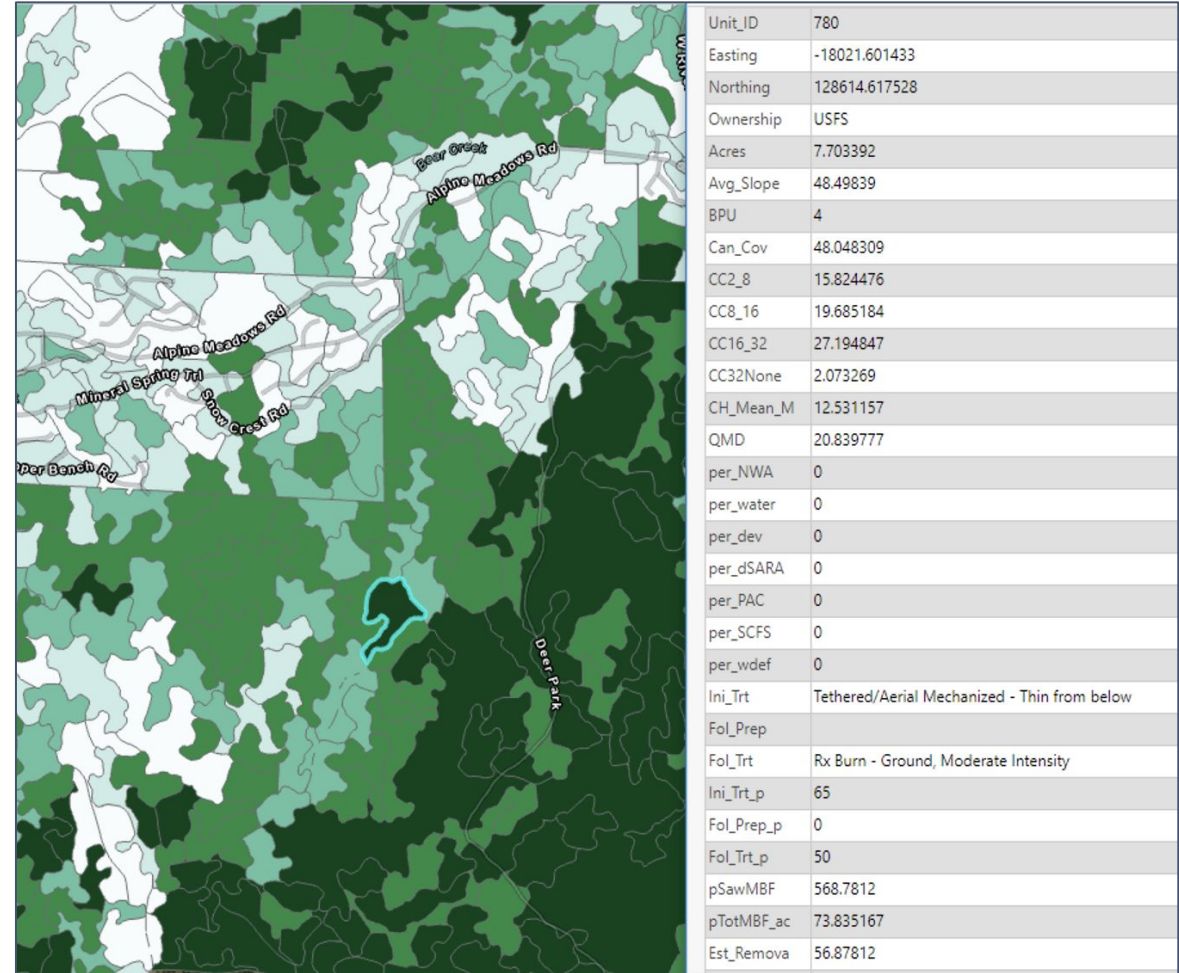 Bear Creek
Alpine Meadows Rd
Alpine Meadows Rd
Mineral Spring Trl
Snow Crest Rd
pper Bench Rd
Deer Park
Unit_ID 780
Easting -18021.601433
Northing 128614.617528
Ownership USFS
Acres 7.703392
Avg_Slope 48.49839
BPU 4
Can_Cov 48.048309
CC2_8 15.824476
CC8_16 19.685184
CC16_32 27.194847
CC32None 2.073269
CH_Mean_M 12.531157
QMD 20.839777
per_NWA 0
per_water 0
per_dev 0
per_dSARA 0
per_PAC 0
per_SCFS 0
per_wdef 0
Ini_Trt Tethered/Aerial Mechanized - Thin from below
Fol_Prep
Fol_Trt Rx Burn - Ground, Moderate Intensity
Ini_Trt_p 65
Fol_Prep_p 0
Fol_Trt_p 50
pSawMBF 568.7812
pTotMBF_ac 73.835167
Est_Remova 56.87812